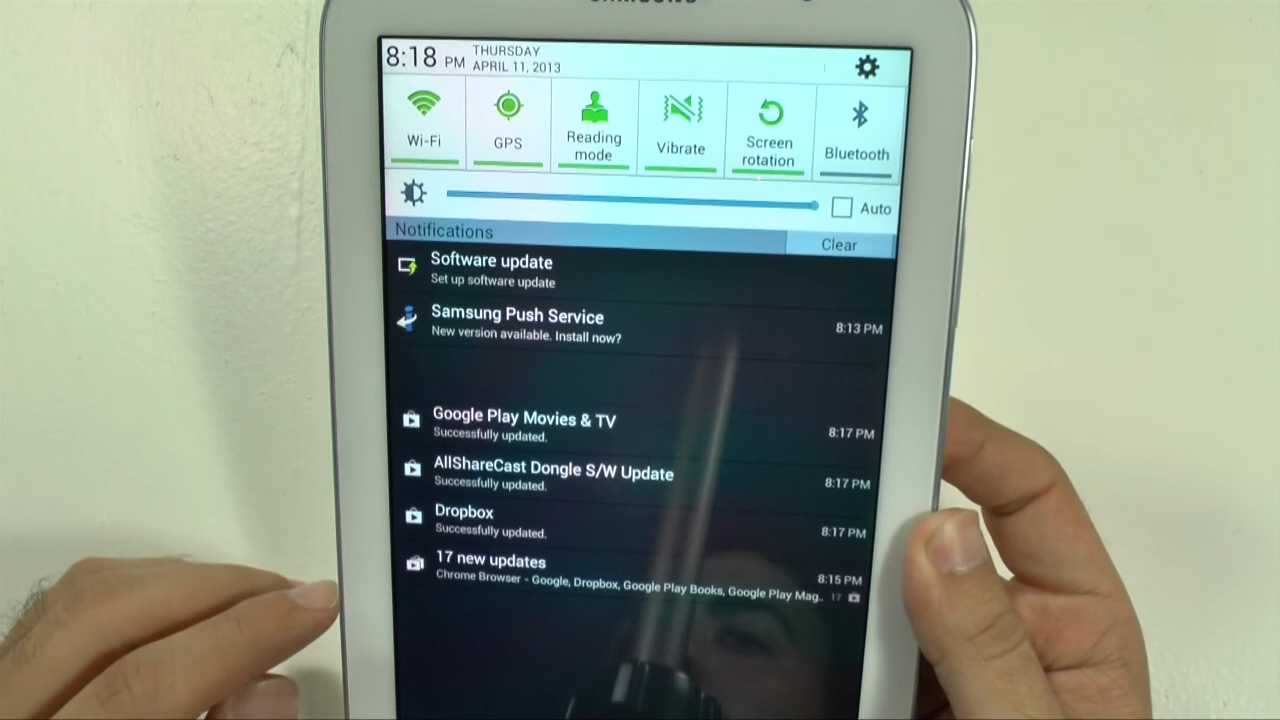 SAMSUNG
8:18 PM
THURSDAY
APRIL 11, 2013
Wi-Fi
GPS
Reading
mode
Vibrate
Screen
rotation
Bluetooth
Auto
Notifications
Clear
Software update
Set up software update
Samsung Push Service
8:13 PM
New version available. Install now?
Google Play Movies & TV
8:17 PM
Successfully updated.
AllShareCast Dongle S/W Update
8:17 PM
Successfully updated.
Dropbox
8:17 PM
Successfully updated.
17 new updates
8:15 PM
Chrome Browser - Google, Dropbox, Google Play Books, Google Play Mag.. 17